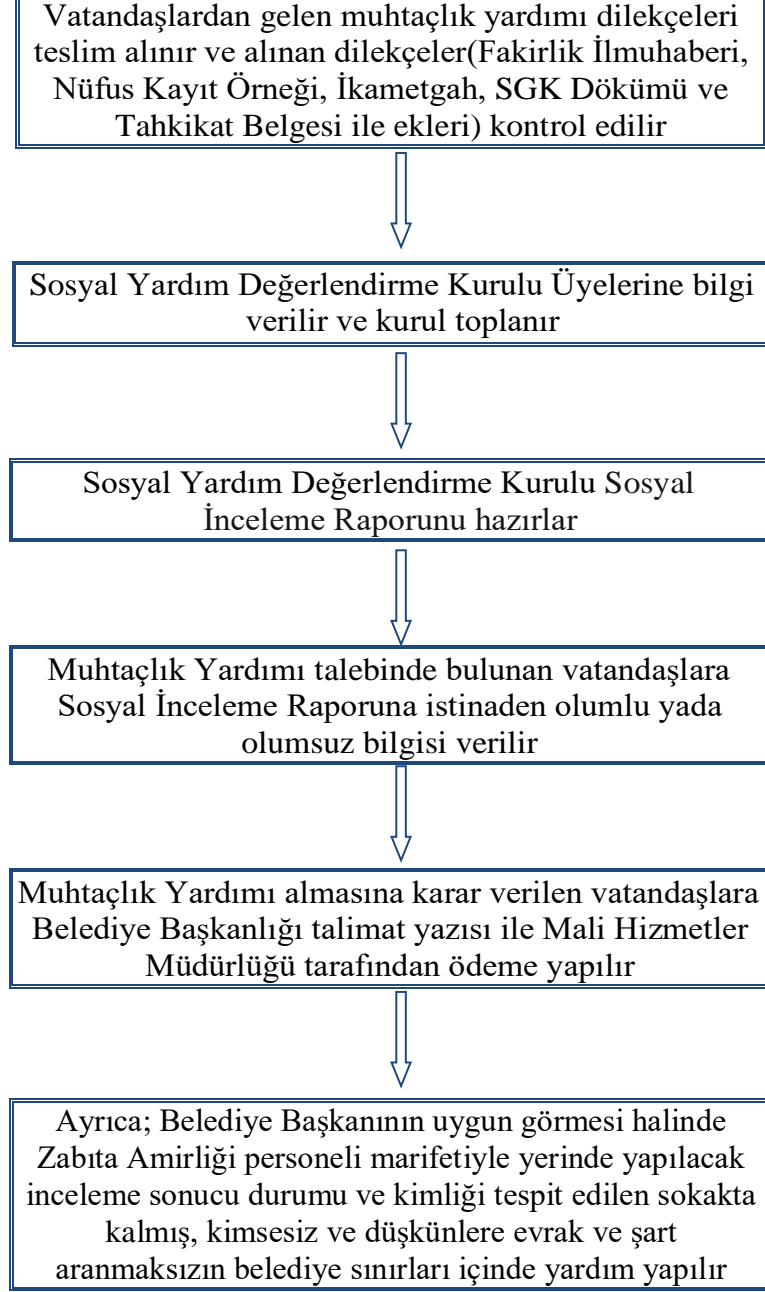 Vatandaşlardan gelen muhtaçlık yardımı dilekçeleri
teslim alınır ve alınan dilekçeler(Fakirlik İlmuhaberi,
Nüfus Kayıt Örneği, İkametgah, SGK Dökümü ve
Tahkikat Belgesi ile ekleri) kontrol edilir
Sosyal Yardım Değerlendirme Kurulu Üyelerine bilgi
verilir ve kurul toplanır
Sosyal Yardım Değerlendirme Kurulu Sosyal
İnceleme Raporunu hazırlar
Muhtaçlık Yardımı talebinde bulunan vatandaşlara
Sosyal İnceleme Raporuna istinaden olumlu yada
olumsuz bilgisi verilir
Muhtaçlık Yardımı almasına karar verilen vatandaşlara
Belediye Başkanlığı talimat yazısı ile Mali Hizmetler
Müdürlüğü tarafından ödeme yapılır
Ayrıca; Belediye Başkanının uygun görmesi halinde
Zabıta Amirliği personeli marifetiyle yerinde yapılacak
inceleme sonucu durumu ve kimliği tespit edilen sokakta
kalmış, kimsesiz ve düşkünlere evrak ve şart
aranmaksızın belediye sınırları içinde yardım yapılır